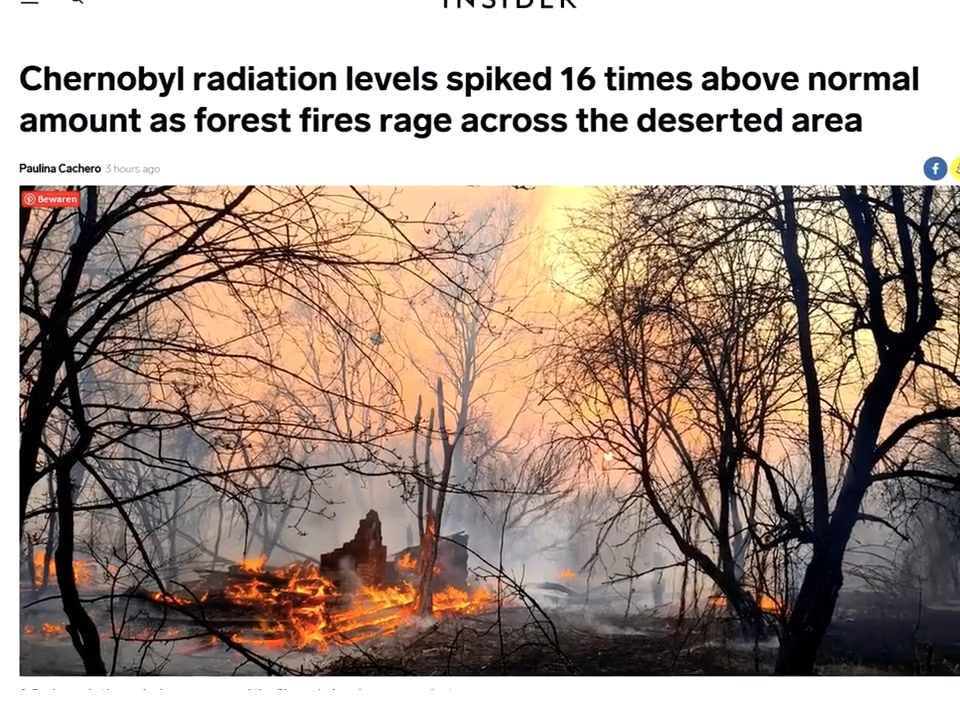 INSIDER
Chernobyl radiation levels spiked 16 times above normal
amount as forest fires rage across the deserted area
Paulina Cachero 3 hours ago
Bewaren